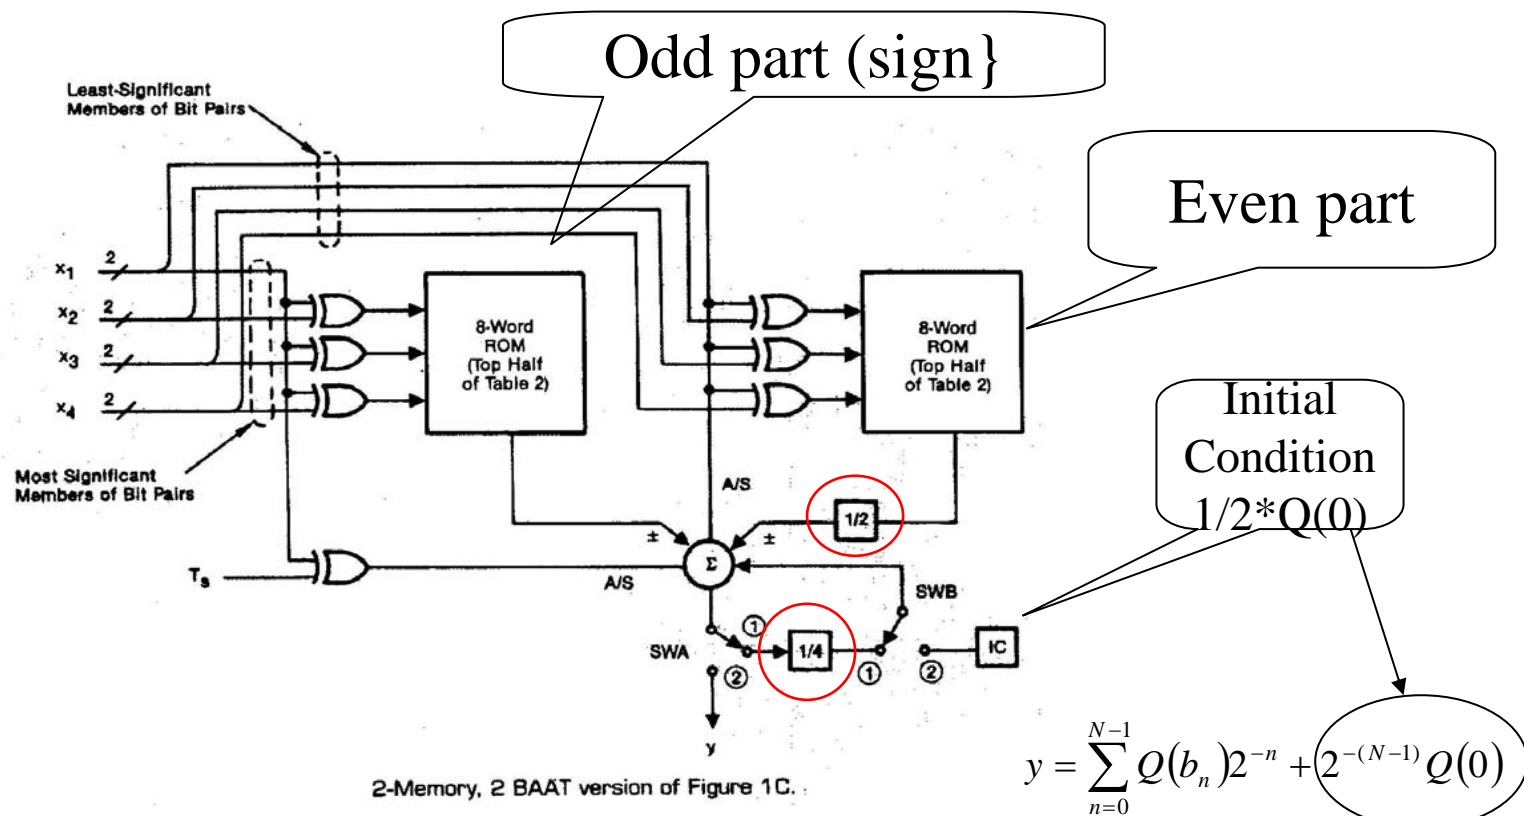 Odd part (sign}
Least-Significant
Members of Bit Pairs
Even part
x1 2
x2 2
x3 2
x4 2
8-Word
ROM
(Top Half
of Table 2)
8-Word
ROM
(Top Half
of Table 2)
Initial
Condition
1/2*Q(0)
Most Significant
Members of Bit Pairs
A/S
1/2
± ±
Ts
Σ
A/S
SWB
SWA
①
1/4
IC
② ① ②
y
y = \sum_{n=0}^{N-1} Q(b_n)2^{-n} + 2^{-(N-1)} Q(0)
2-Memory, 2 BAAT version of Figure 1C.